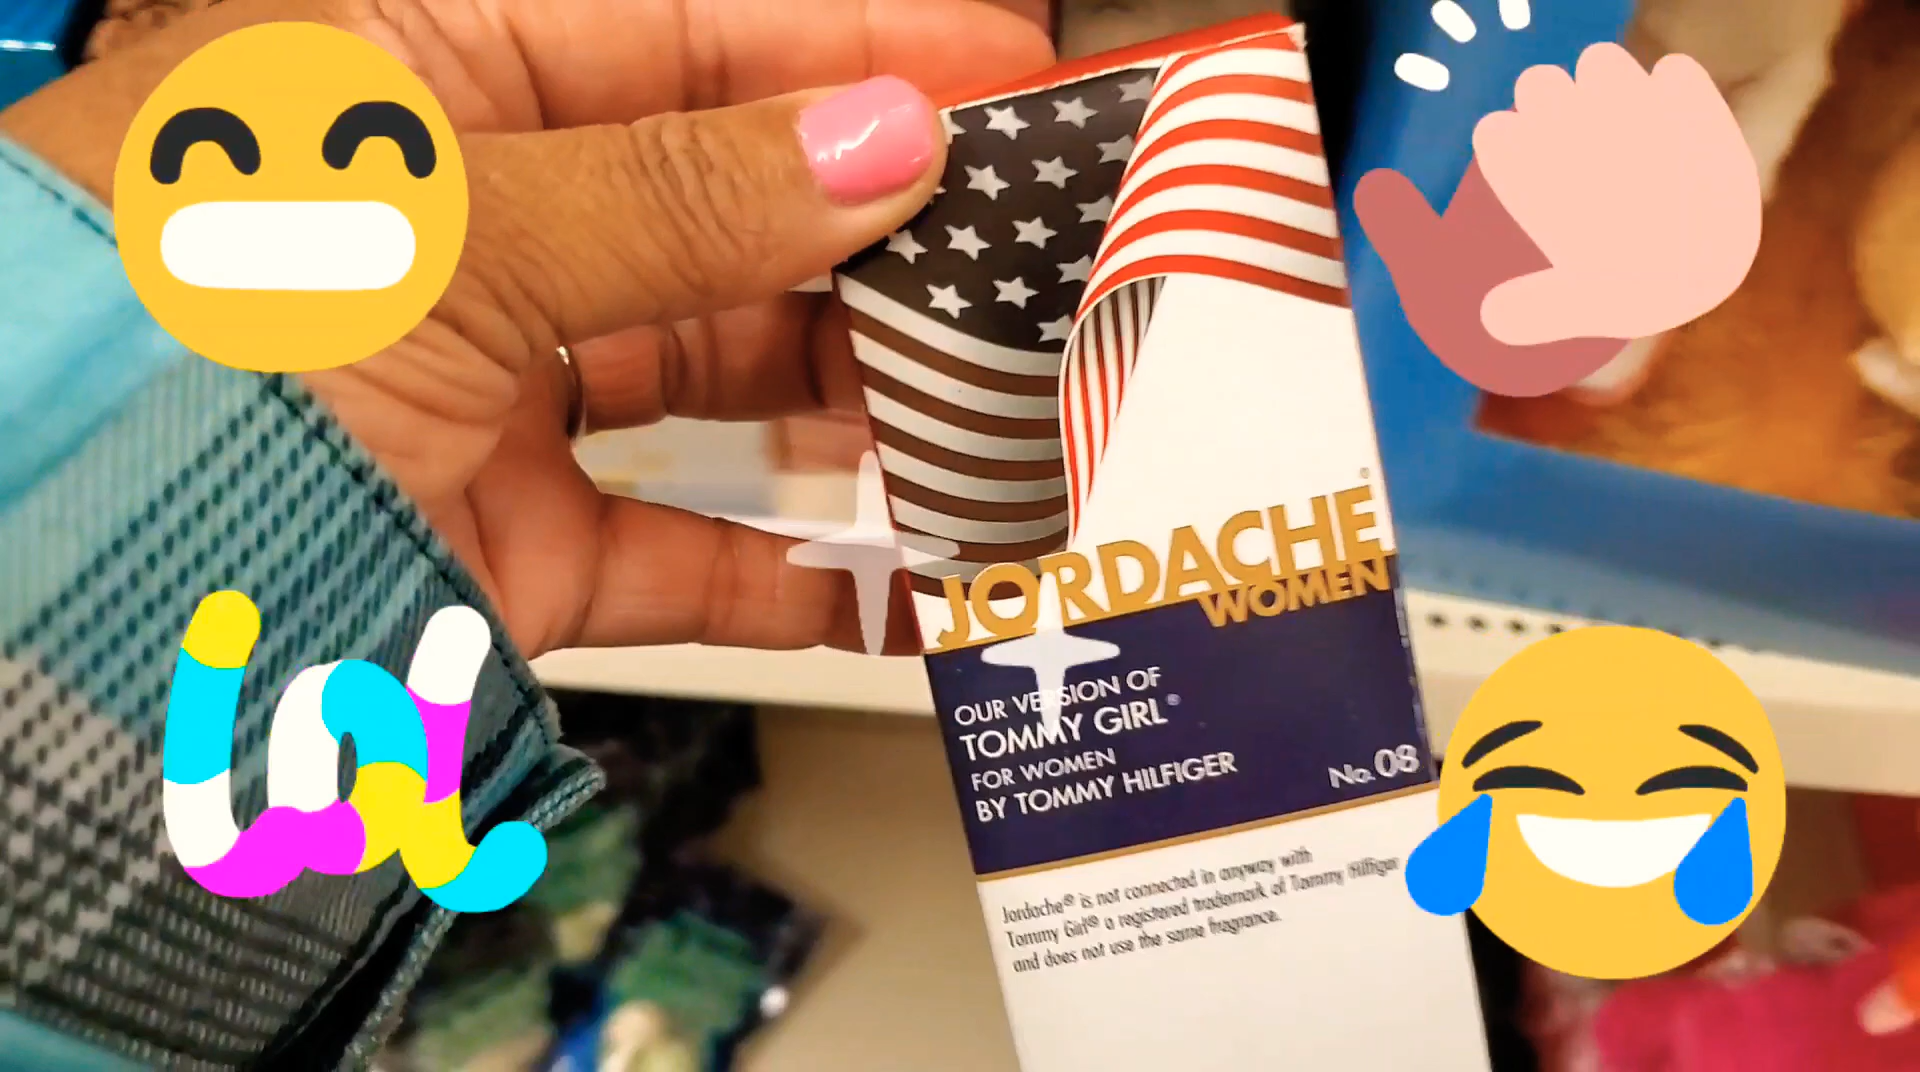 JORDACHE®
WOMEN
OUR VERSION OF
TOMMY GIRL®
FOR WOMEN
BY TOMMY HILFIGER
No. 08
Jordache® is not connected in anyway with
Tommy Girl® a registered trademark of Tommy Hilfiger
and does not use the same fragrance.
lol